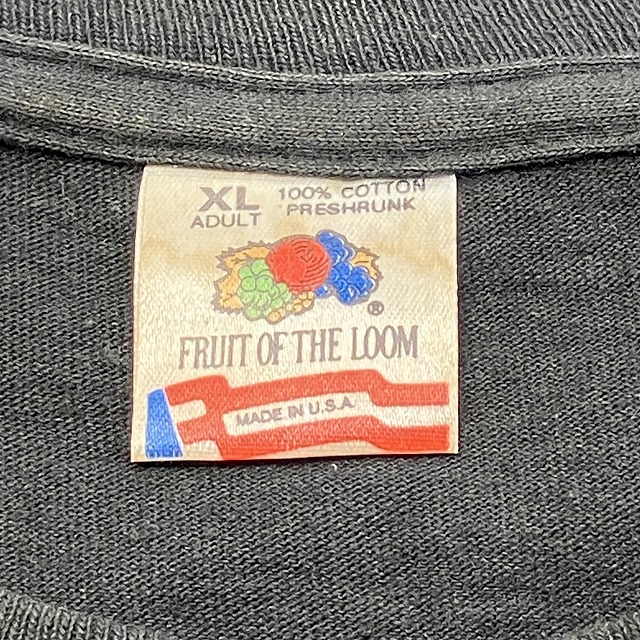 XL 100% COTTON
ADULT PRESHRUNK
®
FRUIT OF THE LOOM
MADE IN U.S.A.